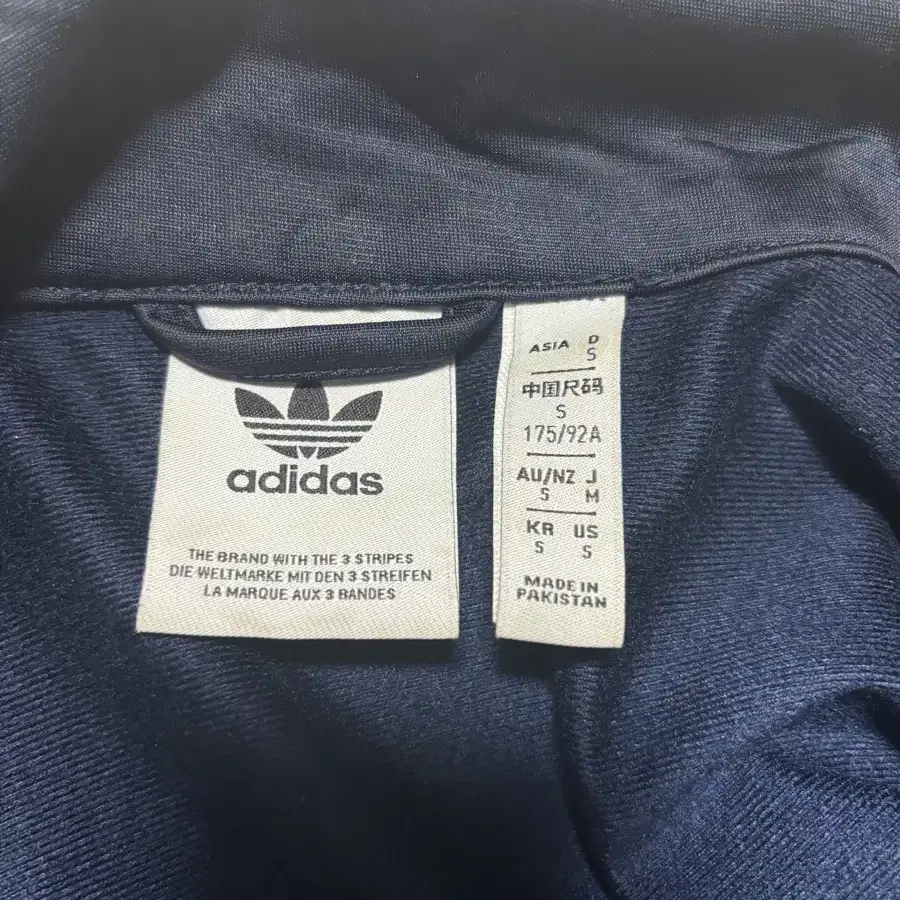 adidas
THE BRAND WITH THE 3 STRIPES
DIE WELTMARKE MIT DEN 3 STREIFEN
LA MARQUE AUX 3 BANDES
ASIA D
S
中国尺码
S
175/92A
AU/NZ J
S M
KR US
S S
MADE IN
PAKISTAN